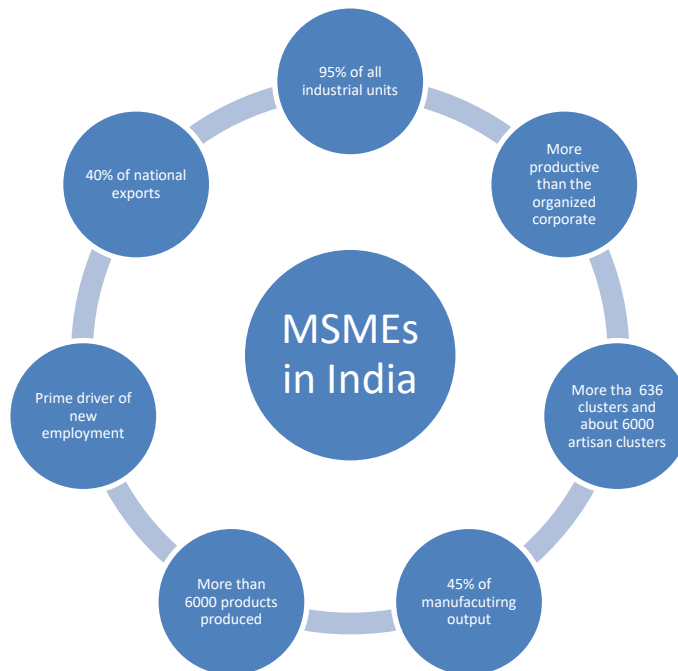 95% of all
industrial units
More
productive
than the
organized
corporate
More tha  636
clusters and
about 6000
artisan clusters
45% of
manufacutirng
output
More than
6000 products
produced
Prime driver of
new
employment
40% of national
exports
MSMEs
in India